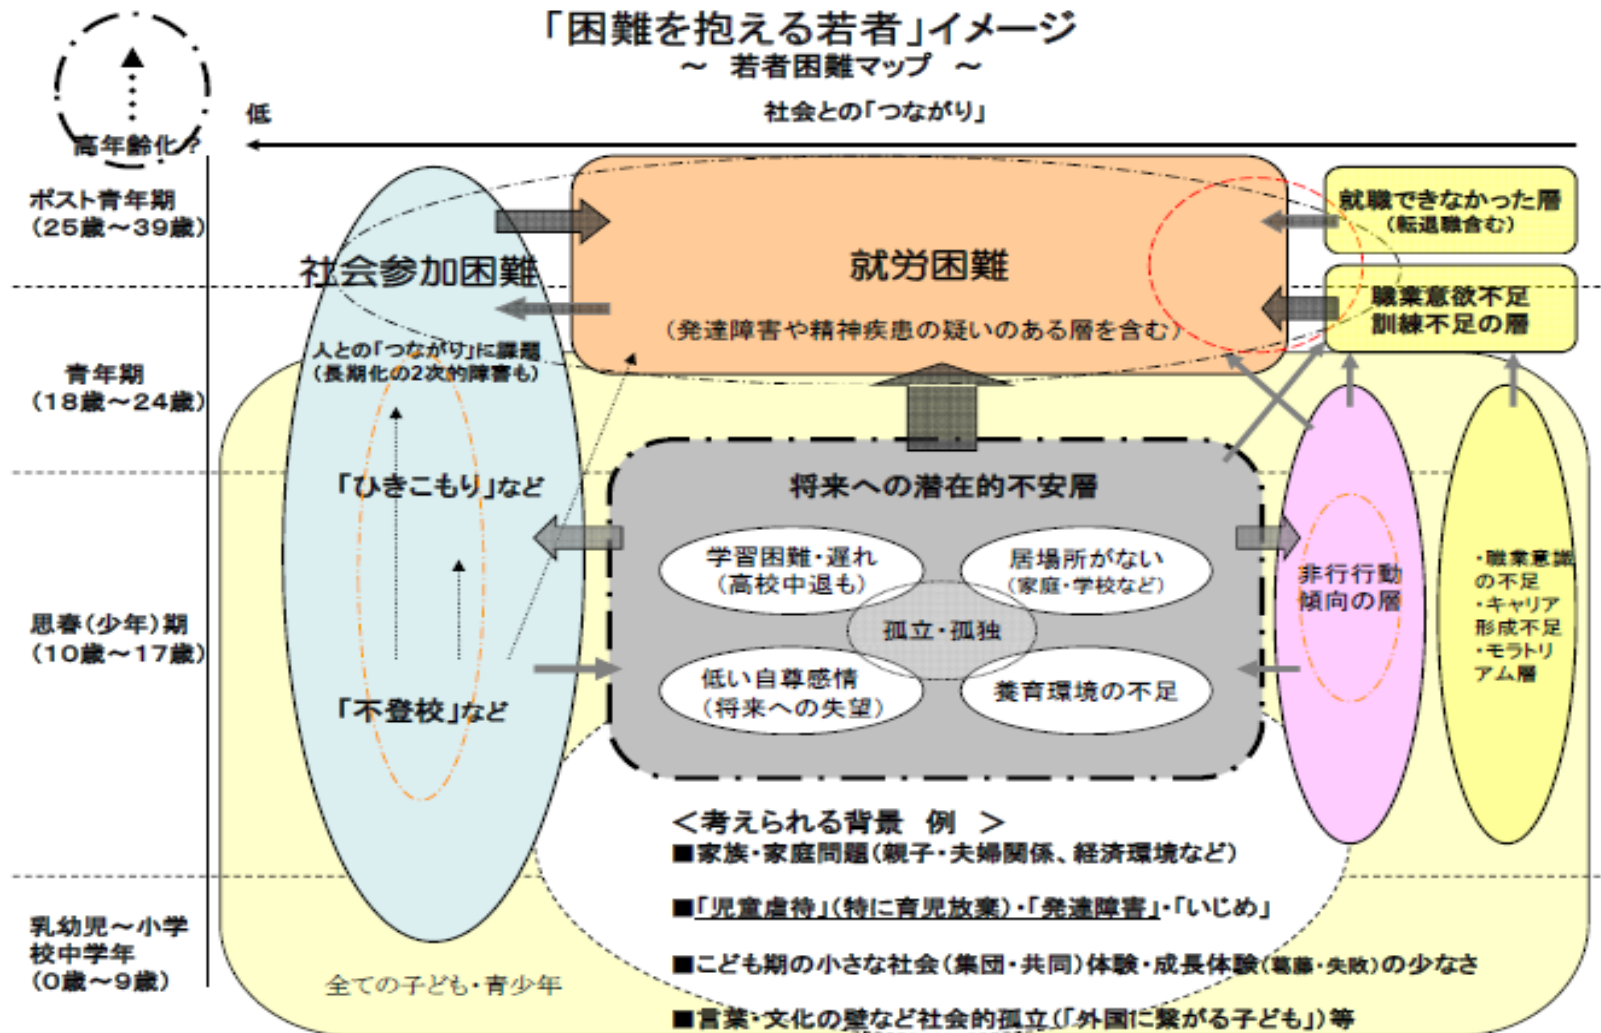 「困難を抱える若者」イメージ
～ 若者困難マップ ～
社会との「つながり」
低
高年齢化？
ポスト青年期
(25歳～39歳)
青年期
(18歳～24歳)
思春(少年)期
(10歳～17歳)
乳幼児～小学
校中学年
(0歳～9歳)
社会参加困難
人との「つながり」に課題
(長期化の2次的障害も)
「ひきこもり」など
「不登校」など
就労困難
(発達障害や精神疾患の疑いのある層を含む)
就職できなかった層
(転退職含む)
職業意欲不足
訓練不足の層
将来への潜在的不安層
学習困難・遅れ
(高校中退も)
居場所がない
(家庭・学校など)
孤立・孤独
低い自尊感情
(将来への失望)
養育環境の不足
非行行動
傾向の層
・職業意識
の不足
・キャリア
形成不足
・モラトリ
アム層
＜考えられる背景 例 ＞
■家族・家庭問題(親子・夫婦関係、経済環境など)
■「児童虐待」(特に育児放棄)・「発達障害」・「いじめ」
■こども期の小さな社会(集団・共同)体験・成長体験(葛藤・失敗)の少なさ
■言葉・文化の壁など社会的孤立(「外国に繋がる子ども」)等
全ての子ども・青少年